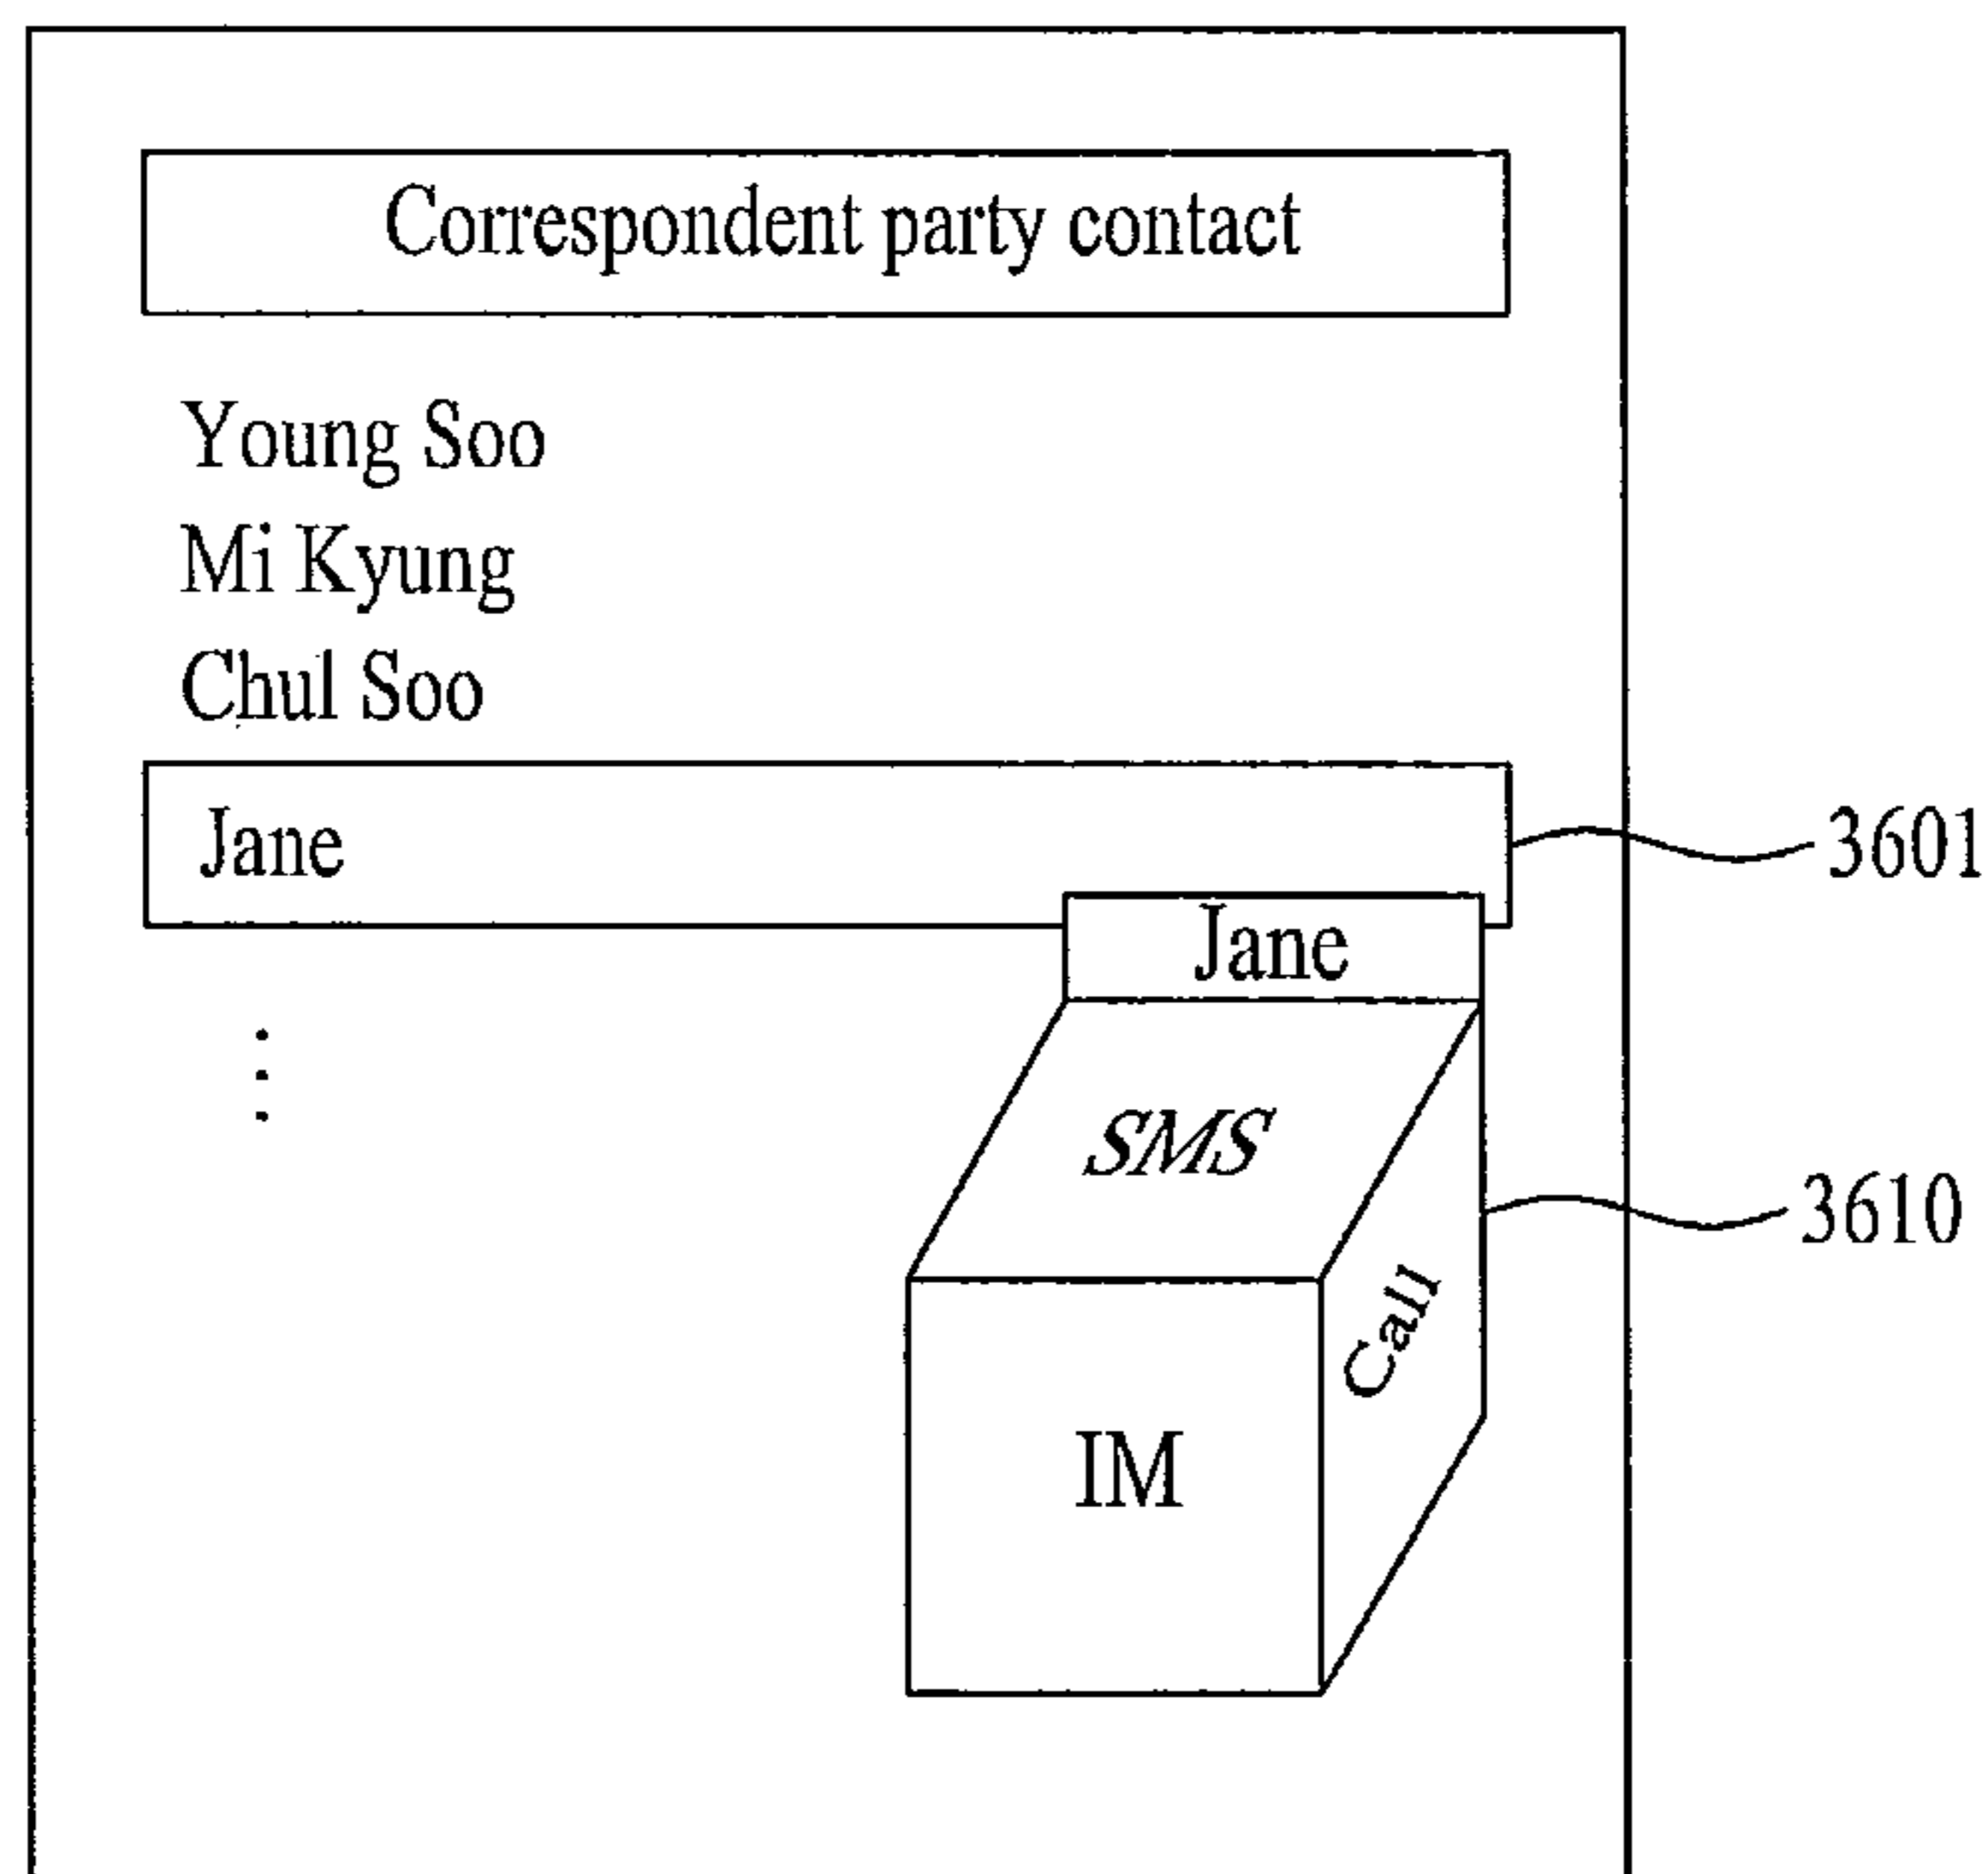 Correspondent party contact
Young Soo
Mi Kyung
Chul Soo
Jane
3601
Jane
SMS
3610
Call
IM